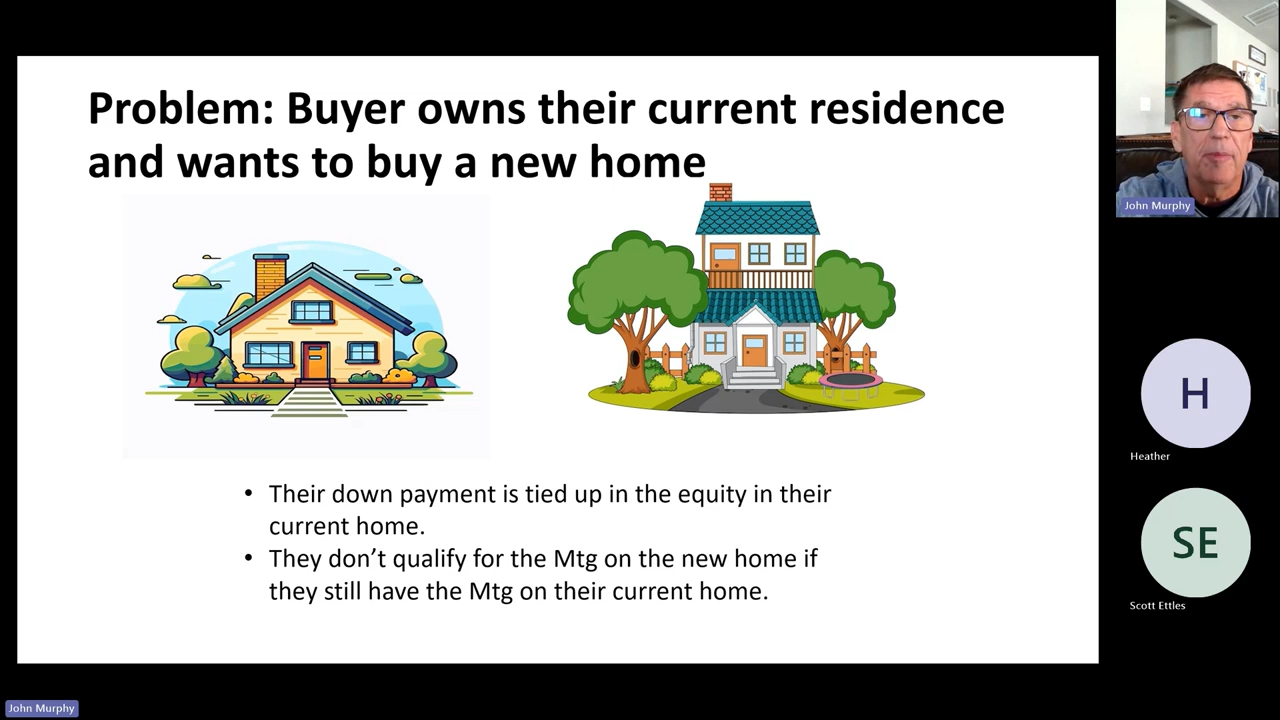 Problem: Buyer owns their current residence
and wants to buy a new home
• Their down payment is tied up in the equity in their
current home.
• They don’t qualify for the Mtg on the new home if
they still have the Mtg on their current home.
John Murphy
H
Heather
SE
Scott Ettles
John Murphy